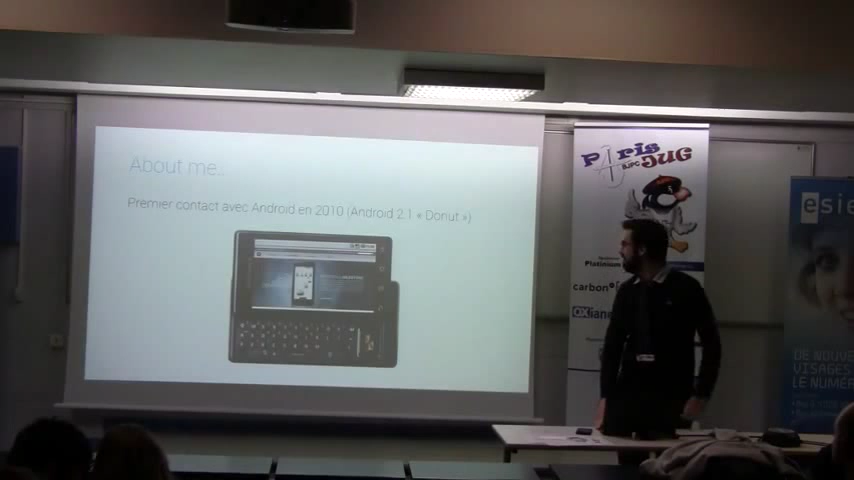 About me...
Premier contact avec Android en 2010 (Android 2.1 « Donut »)
Paris
JUG
Platinium
carbon
OXiane
esie
DE NOUVE
VISAGES
LE NUMÉR